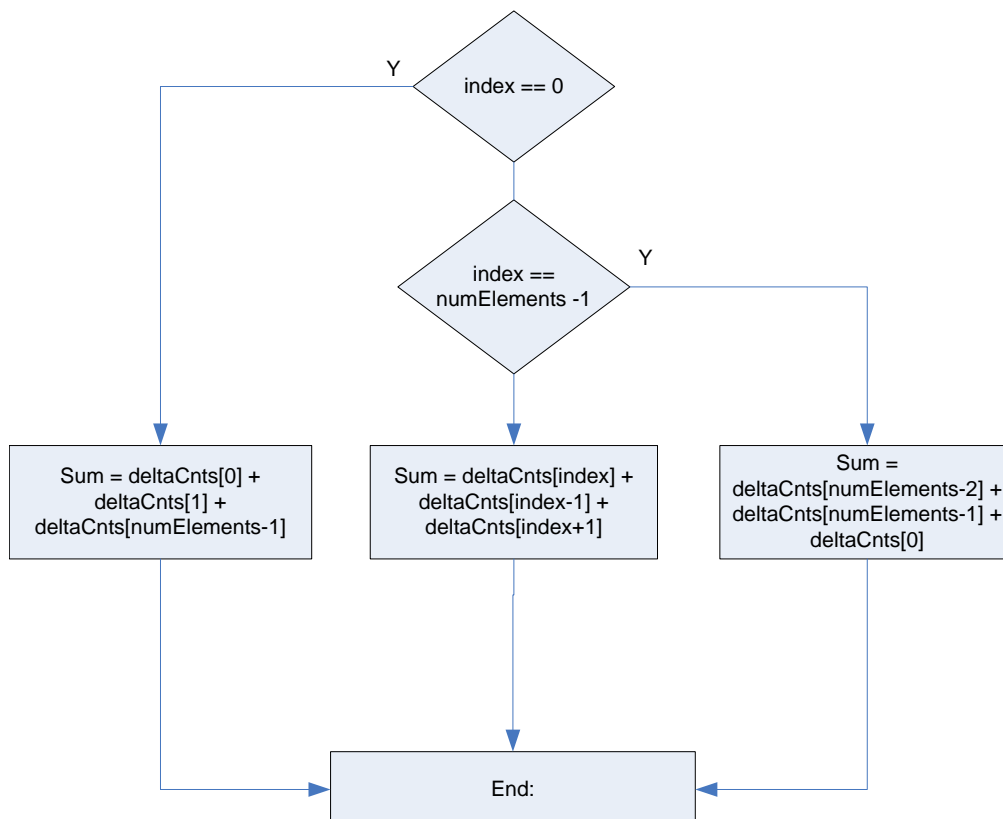 Y
index == 0
Y
index ==
numElements -1
Sum = deltaCnts[0] +
deltaCnts[1] +
deltaCnts[numElements-1]
Sum = deltaCnts[index] +
deltaCnts[index-1] +
deltaCnts[index+1]
Sum =
deltaCnts[numElements-2] +
deltaCnts[numElements-1] +
deltaCnts[0]
End: